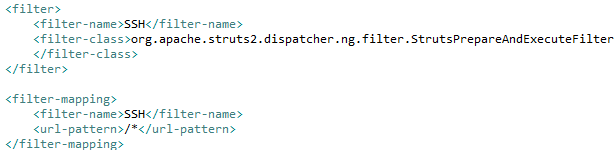 <filter>
    <filter-name>SSH</filter-name>
    <filter-class>org.apache.struts2.dispatcher.ng.filter.StrutsPrepareAndExecuteFilter
    </filter-class>
</filter>

<filter-mapping>
    <filter-name>SSH</filter-name>
    <url-pattern>/*</url-pattern>
</filter-mapping>